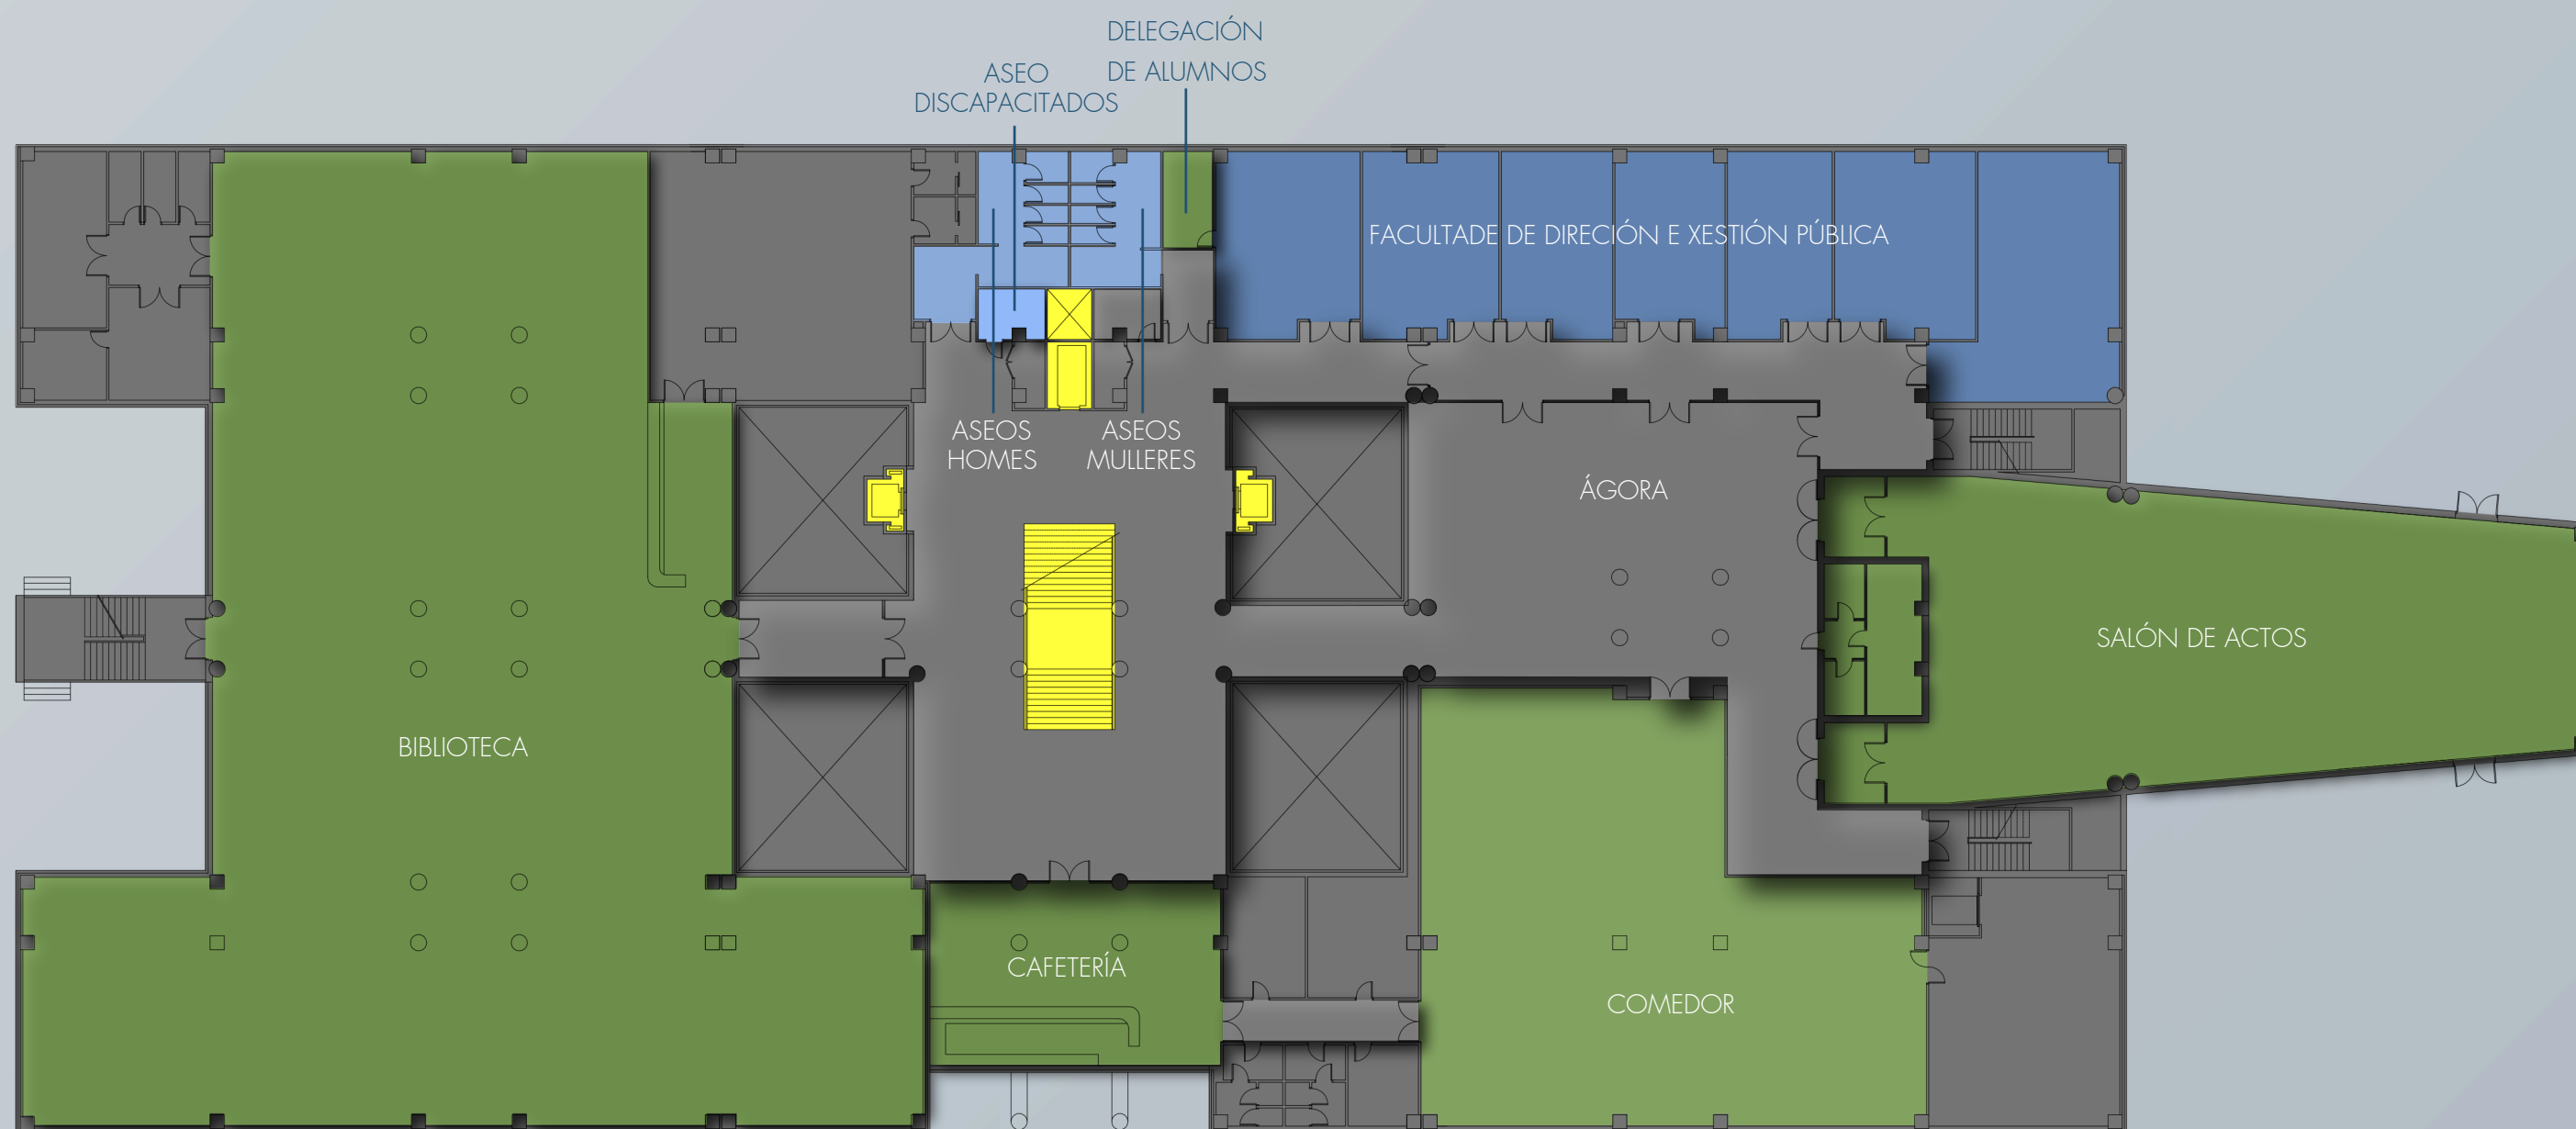 DELEGACIÓN
DE ALUMNOS
ASEO
DISCAPACITADOS
FACULTADE DE DIRECIÓN E XESTIÓN PÚBLICA
ASEOS
HOMES
ASEOS
MULLERES
ÁGORA
SALÓN DE ACTOS
BIBLIOTECA
CAFETERÍA
COMEDOR